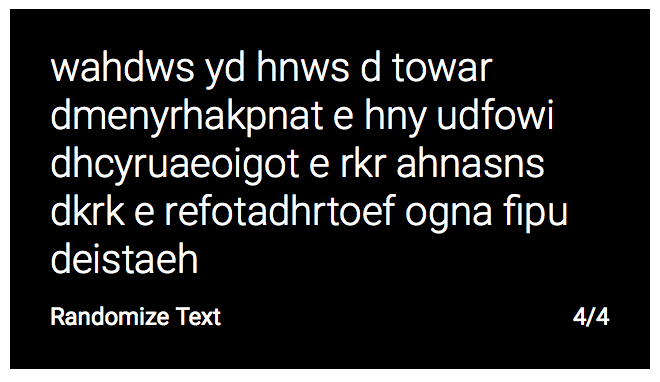 wahdws yd hnws d towar
dmenyrhakpnat e hny udfowi
dhcyruaeoigot e rkr ahnasns
dkrk e refotadhrtoef ogna fipu
deistaeh
Randomize Text 4/4